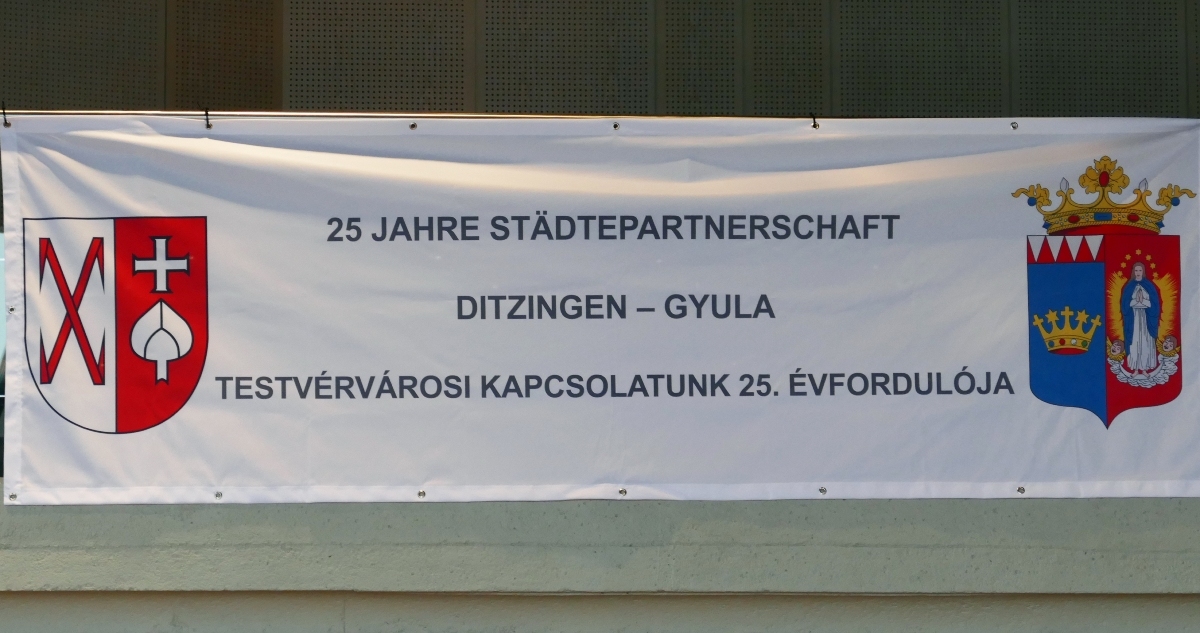 25 JAHRE STÄDTEPARTNERSCHAFT
DITZINGEN – GYULA
TESTVÉRVÁROSI KAPCSOLATUNK 25. ÉVFORDULÓJA